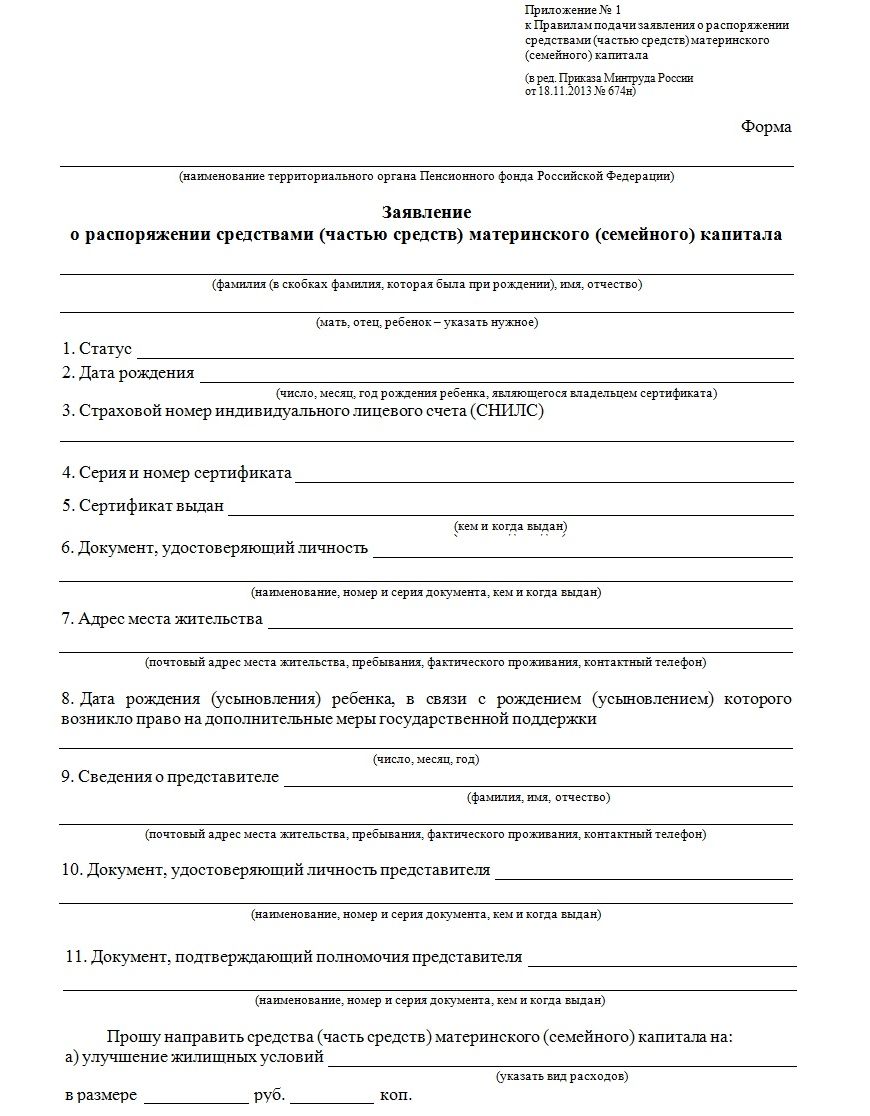 Приложение № 1
к Правилам подачи заявления о распоряжении
средствами (частью средств) материнского
(семейного) капитала
(в ред. Приказа Минтруда России
от 18.11.2013 № 674н)
Форма
(наименование территориального органа Пенсионного фонда Российской Федерации)
Заявление
о распоряжении средствами (частью средств) материнского (семейного) капитала
(фамилия (в скобках фамилия, которая была при рождении), имя, отчество)
(мать, отец, ребенок – указать нужное)
1. Статус
2. Дата рождения
(число, месяц, год рождения ребенка, являющегося владельцем сертификата)
3. Страховой номер индивидуального лицевого счета (СНИЛС)
4. Серия и номер сертификата
5. Сертификат выдан
(кем и когда выдан)
6. Документ, удостоверяющий личность
(наименование, номер и серия документа, кем и когда выдан)
7. Адрес места жительства
(почтовый адрес места жительства, пребывания, фактического проживания, контактный телефон)
8. Дата рождения (усыновления) ребенка, в связи с рождением (усыновлением) которого
возникло право на дополнительные меры государственной поддержки
(число, месяц, год)
9. Сведения о представителе
(фамилия, имя, отчество)
(почтовый адрес места жительства, пребывания, фактического проживания, контактный телефон)
10. Документ, удостоверяющий личность представителя
(наименование, номер и серия документа, кем и когда выдан)
11. Документ, подтверждающий полномочия представителя
(наименование, номер и серия документа, кем и когда выдан)
Прошу направить средства (часть средств) материнского (семейного) капитала на:
а) улучшение жилищных условий
(указать вид расходов)
в размере руб. коп.